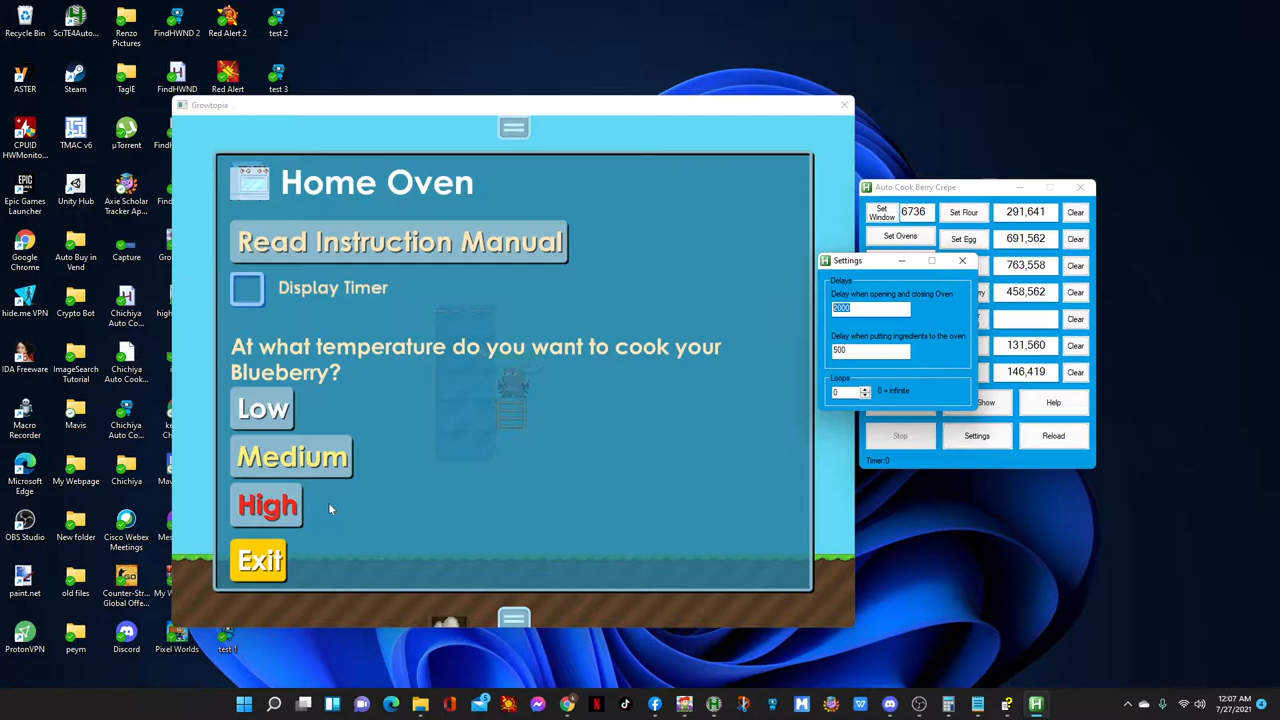 Recycle Bin
SciTE4Auto...
Renzo Pictures
FindHWND 2
Red Alert 2
test 2
ASTER
Steam
TagIE
FindHWND
Red Alert
test 3
CPUID HWMonito...
TMAC v6
µTorrent
Epic Games Launcher
Unity Hub
Axie Scholar Tracker Ap...
Google Chrome
Auto Buy in Vend
Capture
hide.me VPN
Crypto Bot
Chichiya Auto Co...
IDA Freeware
ImageSearch Tutorial
Chichiya Auto Cook...
Macro Recorder
Mavis
Chichiya Auto Co...
Microsoft Edge
My Webpage
Chichiya
OBS Studio
New folder
Cisco Webex Meetings
paint.net
old files
Counter-Str... Global Offe...
ProtonVPN
peym
Discord
Pixel Worlds
test 1
Growtopia
Home Oven
Read Instruction Manual
Display Timer
At what temperature do you want to cook your
Blueberry?
Low
Medium
High
Exit
Auto Cook Berry Crepe
Set Window 6736 Set Flour 291,641 Clear
Set Ovens Set Egg 691,562 Clear
763,558 Clear
458,562 Clear
Clear
131,560 Clear
146,419 Clear
Show Help
Stop Settings Reload
Timer:0
Settings
Delays
Delay when opening and closing Oven
2000
Delay when putting ingredients to the oven
500
Loops
0 0 = infinite
12:07 AM
7/27/2021